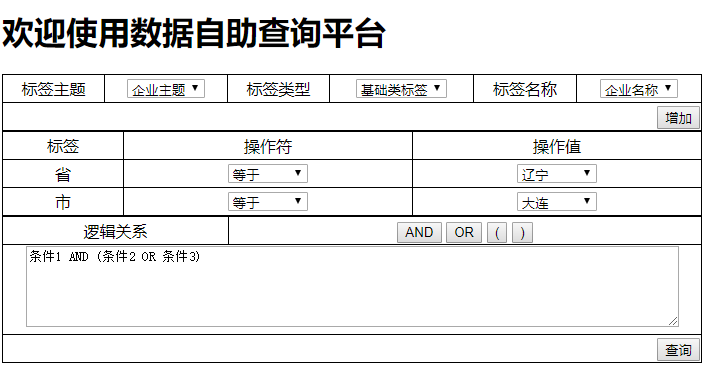 欢迎使用数据自助查询平台
标签主题 企业主题 标签类型 基础类标签 标签名称 企业名称
增加
标签 操作符 操作值
省 等于 辽宁
市 等于 大连
逻辑关系 AND OR ( )
条件1 AND (条件2 OR 条件3)
查询